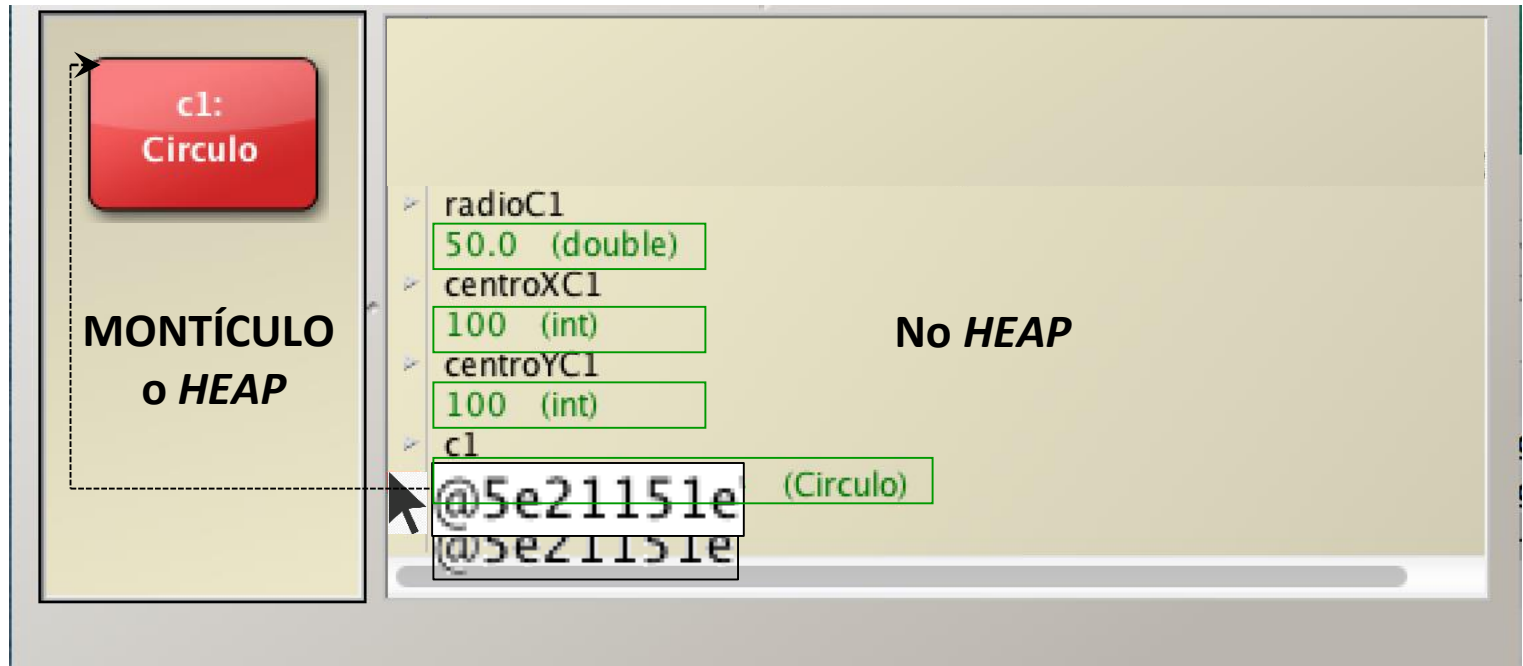 c1:
Circulo
MONTÍCULO
o HEAP
radioC1
50.0 (double)
centroXC1
100 (int)
centroYC1
100 (int)
c1
@5e21151e (Circulo)
@5e21151e
No HEAP